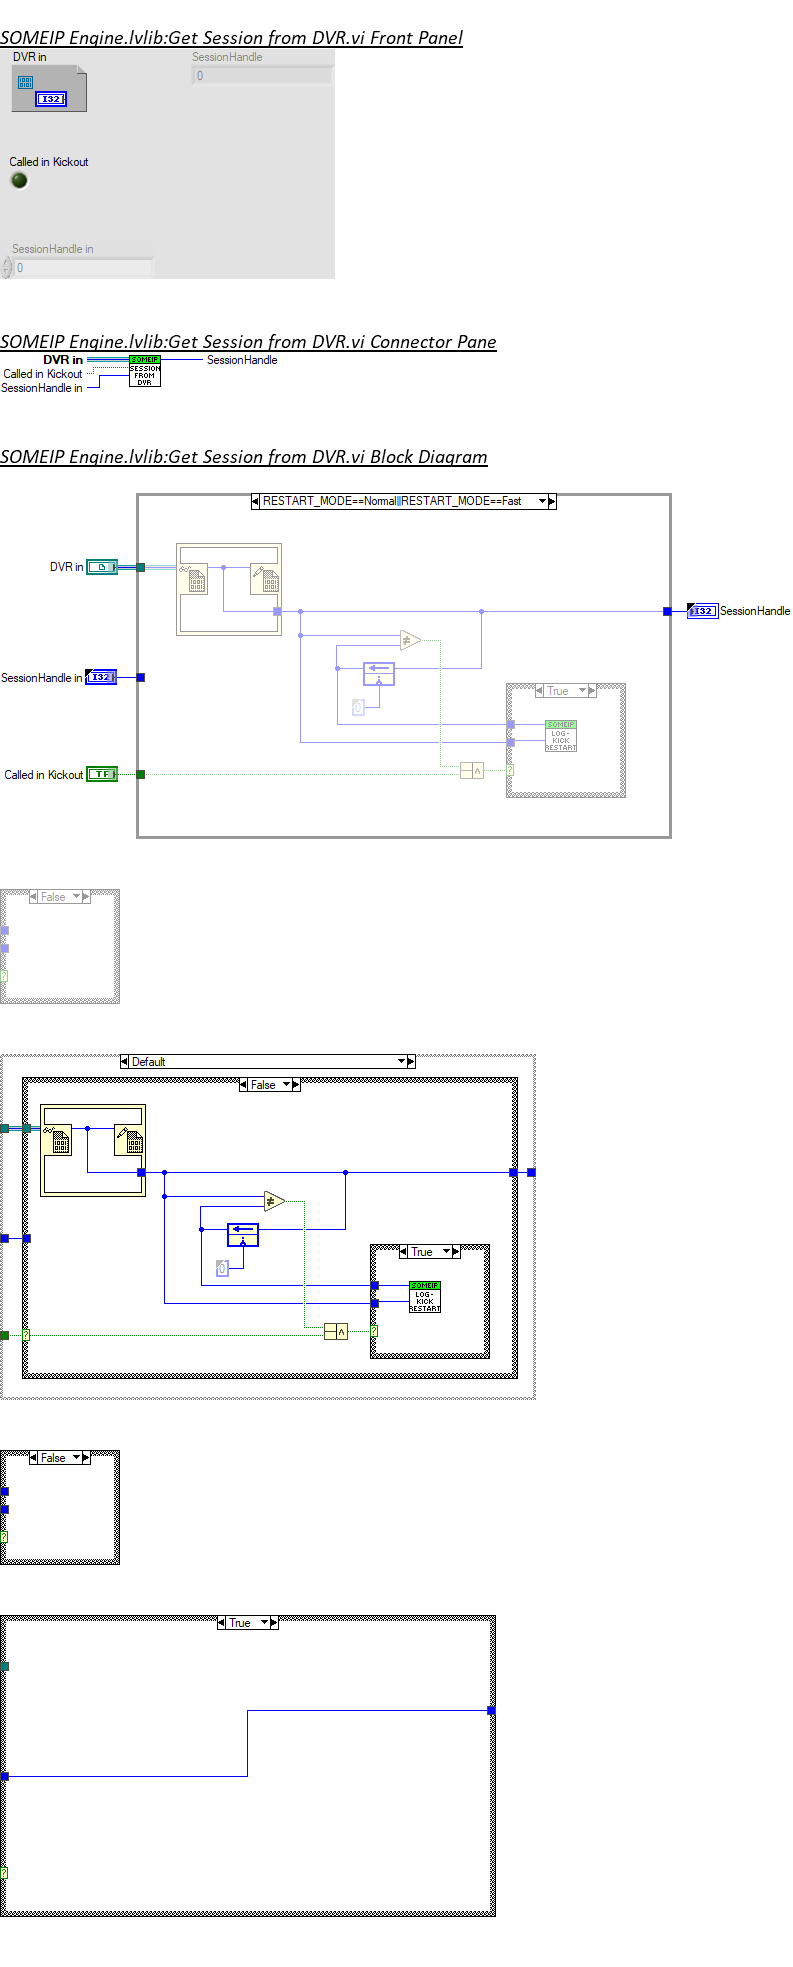 SOMEIP Engine.lvlib:Get Session from DVR.vi Front Panel
DVR in
SessionHandle
0
I32
Called in Kickout
SessionHandle in
0
SOMEIP Engine.lvlib:Get Session from DVR.vi Connector Pane
DVR in
SOMEIP
SessionHandle
Called in Kickout
SESSION
FROM
SessionHandle in
DVR
SOMEIP Engine.lvlib:Get Session from DVR.vi Block Diagram
RESTART_MODE==Normal||RESTART_MODE==Fast
DVR in
I32
SessionHandle
≠
SessionHandle in
I32
i
True
0
SOMEIP
LOG-
KICK
RESTART
Called in Kickout
TF
∧
?
False
?
Default
False
≠
i
True
0
SOMEIP
LOG-
KICK
RESTART
?
∧
?
False
?
True
?